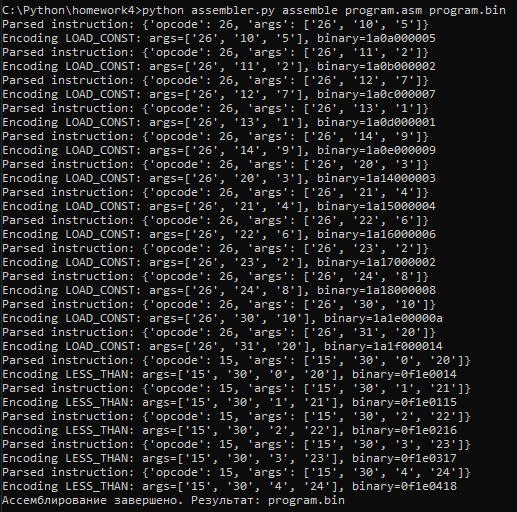 C:\Python\homework4>python assembler.py assemble program.asm program.bin
Parsed instruction: {'opcode': 26, 'args': ['26', '10', '5']}
Encoding LOAD_CONST: args=['26', '10', '5'], binary=1a0a000005
Parsed instruction: {'opcode': 26, 'args': ['26', '11', '2']}
Encoding LOAD_CONST: args=['26', '11', '2'], binary=1a0b000002
Parsed instruction: {'opcode': 26, 'args': ['26', '12', '7']}
Encoding LOAD_CONST: args=['26', '12', '7'], binary=1a0c000007
Parsed instruction: {'opcode': 26, 'args': ['26', '13', '1']}
Encoding LOAD_CONST: args=['26', '13', '1'], binary=1a0d000001
Parsed instruction: {'opcode': 26, 'args': ['26', '14', '9']}
Encoding LOAD_CONST: args=['26', '14', '9'], binary=1a0e000009
Parsed instruction: {'opcode': 26, 'args': ['26', '20', '3']}
Encoding LOAD_CONST: args=['26', '20', '3'], binary=1a14000003
Parsed instruction: {'opcode': 26, 'args': ['26', '21', '4']}
Encoding LOAD_CONST: args=['26', '21', '4'], binary=1a15000004
Parsed instruction: {'opcode': 26, 'args': ['26', '22', '6']}
Encoding LOAD_CONST: args=['26', '22', '6'], binary=1a16000006
Parsed instruction: {'opcode': 26, 'args': ['26', '23', '2']}
Encoding LOAD_CONST: args=['26', '23', '2'], binary=1a17000002
Parsed instruction: {'opcode': 26, 'args': ['26', '24', '8']}
Encoding LOAD_CONST: args=['26', '24', '8'], binary=1a18000008
Parsed instruction: {'opcode': 26, 'args': ['26', '30', '10']}
Encoding LOAD_CONST: args=['26', '30', '10'], binary=1a1e00000a
Parsed instruction: {'opcode': 26, 'args': ['26', '31', '20']}
Encoding LOAD_CONST: args=['26', '31', '20'], binary=1a1f000014
Parsed instruction: {'opcode': 15, 'args': ['15', '30', '0', '20']}
Encoding LESS_THAN: args=['15', '30', '0', '20'], binary=0f1e0014
Parsed instruction: {'opcode': 15, 'args': ['15', '30', '1', '21']}
Encoding LESS_THAN: args=['15', '30', '1', '21'], binary=0f1e0115
Parsed instruction: {'opcode': 15, 'args': ['15', '30', '2', '22']}
Encoding LESS_THAN: args=['15', '30', '2', '22'], binary=0f1e0216
Parsed instruction: {'opcode': 15, 'args': ['15', '30', '3', '23']}
Encoding LESS_THAN: args=['15', '30', '3', '23'], binary=0f1e0317
Parsed instruction: {'opcode': 15, 'args': ['15', '30', '4', '24']}
Encoding LESS_THAN: args=['15', '30', '4', '24'], binary=0f1e0418
Ассемблирование завершено. Результат: program.bin